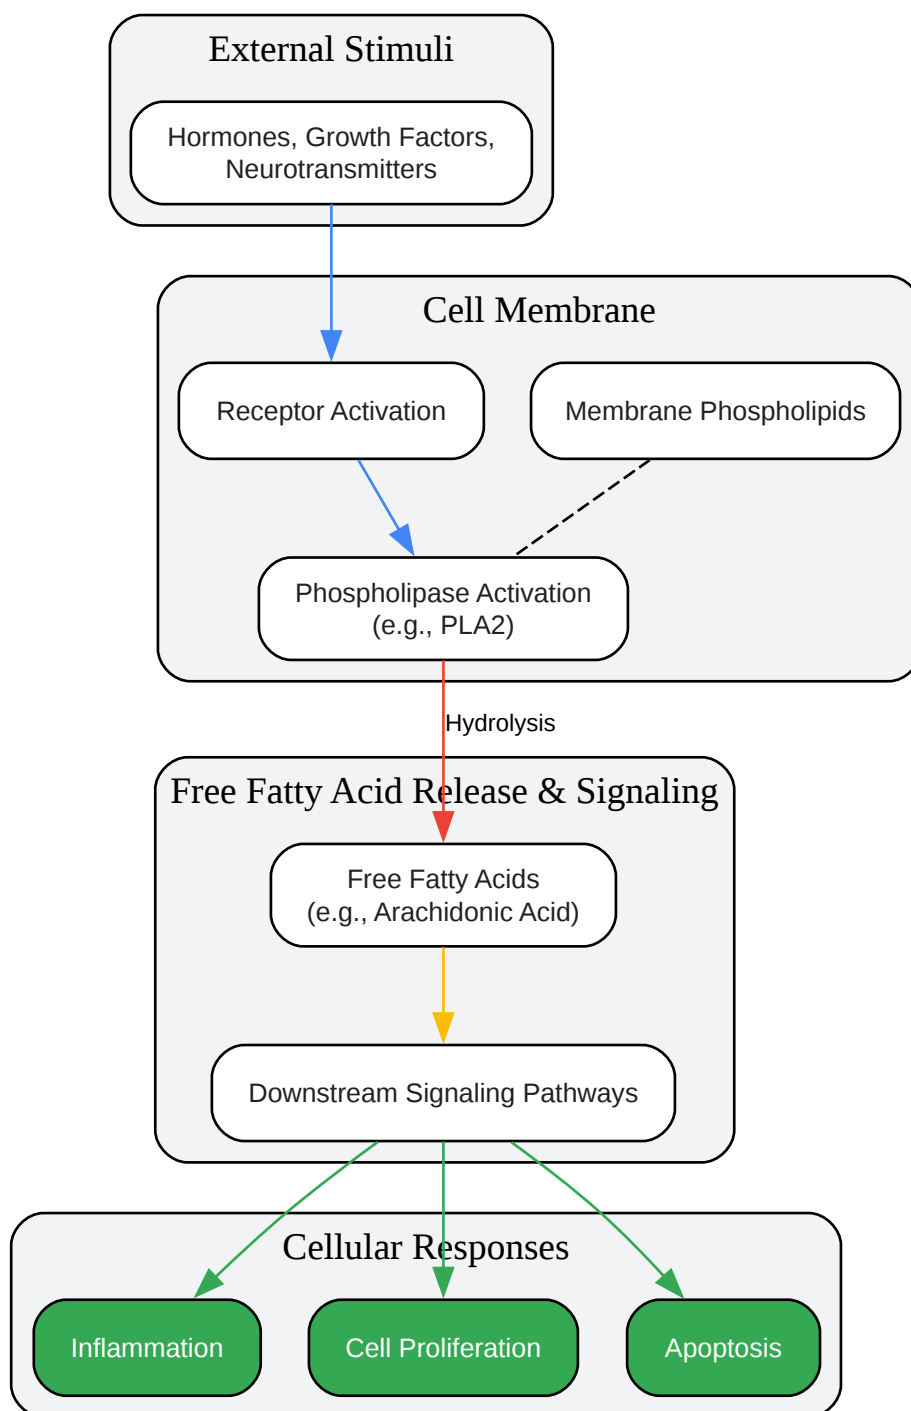 External Stimuli
Hormones, Growth Factors,
Neurotransmitters
Cell Membrane
Receptor Activation
Membrane Phospholipids
Phospholipase Activation
(e.g., PLA2)
Hydrolysis
Free Fatty Acid Release & Signaling
Free Fatty Acids
(e.g., Arachidonic Acid)
Downstream Signaling Pathways
Cellular Responses
Inflammation
Cell Proliferation
Apoptosis